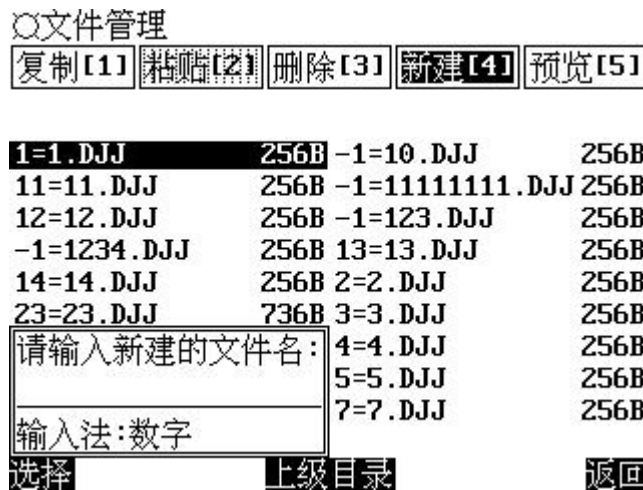 文件管理
复制[1] 粘贴[2] 删除[3] 新建[4] 预览[5]
1=1.DJJ 256B -1=10.DJJ 256B
11=11.DJJ 256B -1=11111111.DJJ 256B
12=12.DJJ 256B -1=123.DJJ 256B
-1=1234.DJJ 256B 13=13.DJJ 256B
14=14.DJJ 256B 2=2.DJJ 256B
23=23.DJJ 736B 3=3.DJJ 256B
请输入新建的文件名: 4=4.DJJ 256B
5=5.DJJ 256B
输入法:数字 7=7.DJJ 256B
选择 上级目录 返回